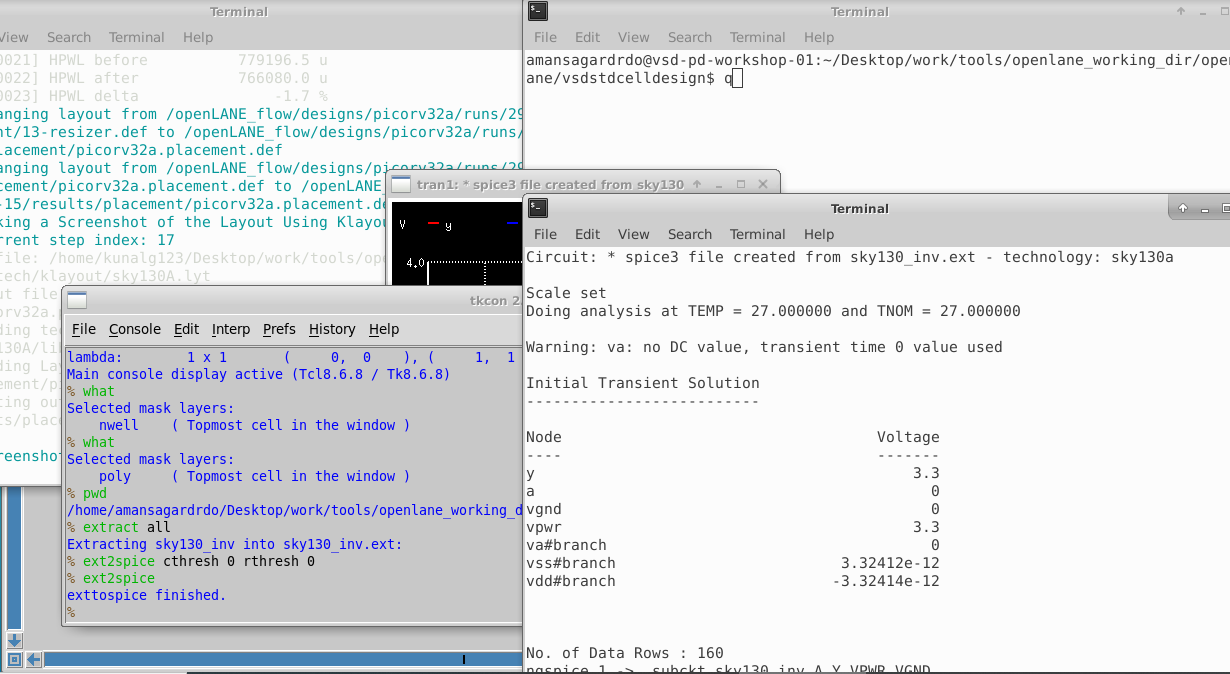 Terminal
View Search Terminal Help
0021] HPWL before 779196.5 u
0022] HPWL after 766080.0 u
0023] HPWL delta -1.7 %
anging layout from /openLANE_flow/designs/picorv32a/runs/29
nt/13-resizer.def to /openLANE_flow/designs/picorv32a/runs/
lacement/picorv32a.placement.def
anging layout from /openLANE_flow/designs/picorv32a/runs/29
cement/picorv32a.placement.def to /openLANE_
-15/results/placement/picorv32a.placement.de
king a Screenshot of the Layout Using Klayou
rrent step index: 17
file: /home/kunalg123/Desktop/work/tools/ope
tech/klayout/sky130A.lyt
ut file
orv32a.p
ding tec
130A/lib
ding Lay
ement/pi
ting out
ts/place
reenshot
Terminal
File Edit View Search Terminal Help
amansagardrdo@vsd-pd-workshop-01:~/Desktop/work/tools/openlane_working_dir/open
ane/vsdstdcelldesign$ q
tran1: * spice3 file created from sky130
V y
4.0
tkcon 2.
File Console Edit Interp Prefs History Help
lambda: 1 x 1 ( 0, 0 ), ( 1, 1
Main console display active (Tcl8.6.8 / Tk8.6.8)
% what
Selected mask layers:
nwell ( Topmost cell in the window )
% what
Selected mask layers:
poly ( Topmost cell in the window )
% pwd
/home/amansagardrdo/Desktop/work/tools/openlane_working_d
% extract all
Extracting sky130_inv into sky130_inv.ext:
% ext2spice cthresh 0 rthresh 0
% ext2spice
exttospice finished.
%
Terminal
File Edit View Search Terminal Help
Circuit: * spice3 file created from sky130_inv.ext - technology: sky130a
Scale set
Doing analysis at TEMP = 27.000000 and TNOM = 27.000000
Warning: va: no DC value, transient time 0 value used
Initial Transient Solution
--------------------------
Node Voltage
---- -------
y 3.3
a 0
vgnd 0
vpwr 3.3
va#branch 0
vss#branch 3.32412e-12
vdd#branch -3.32414e-12
No. of Data Rows : 160
ngspice 1 -> .subckt sky130_inv A Y VPWR VGND